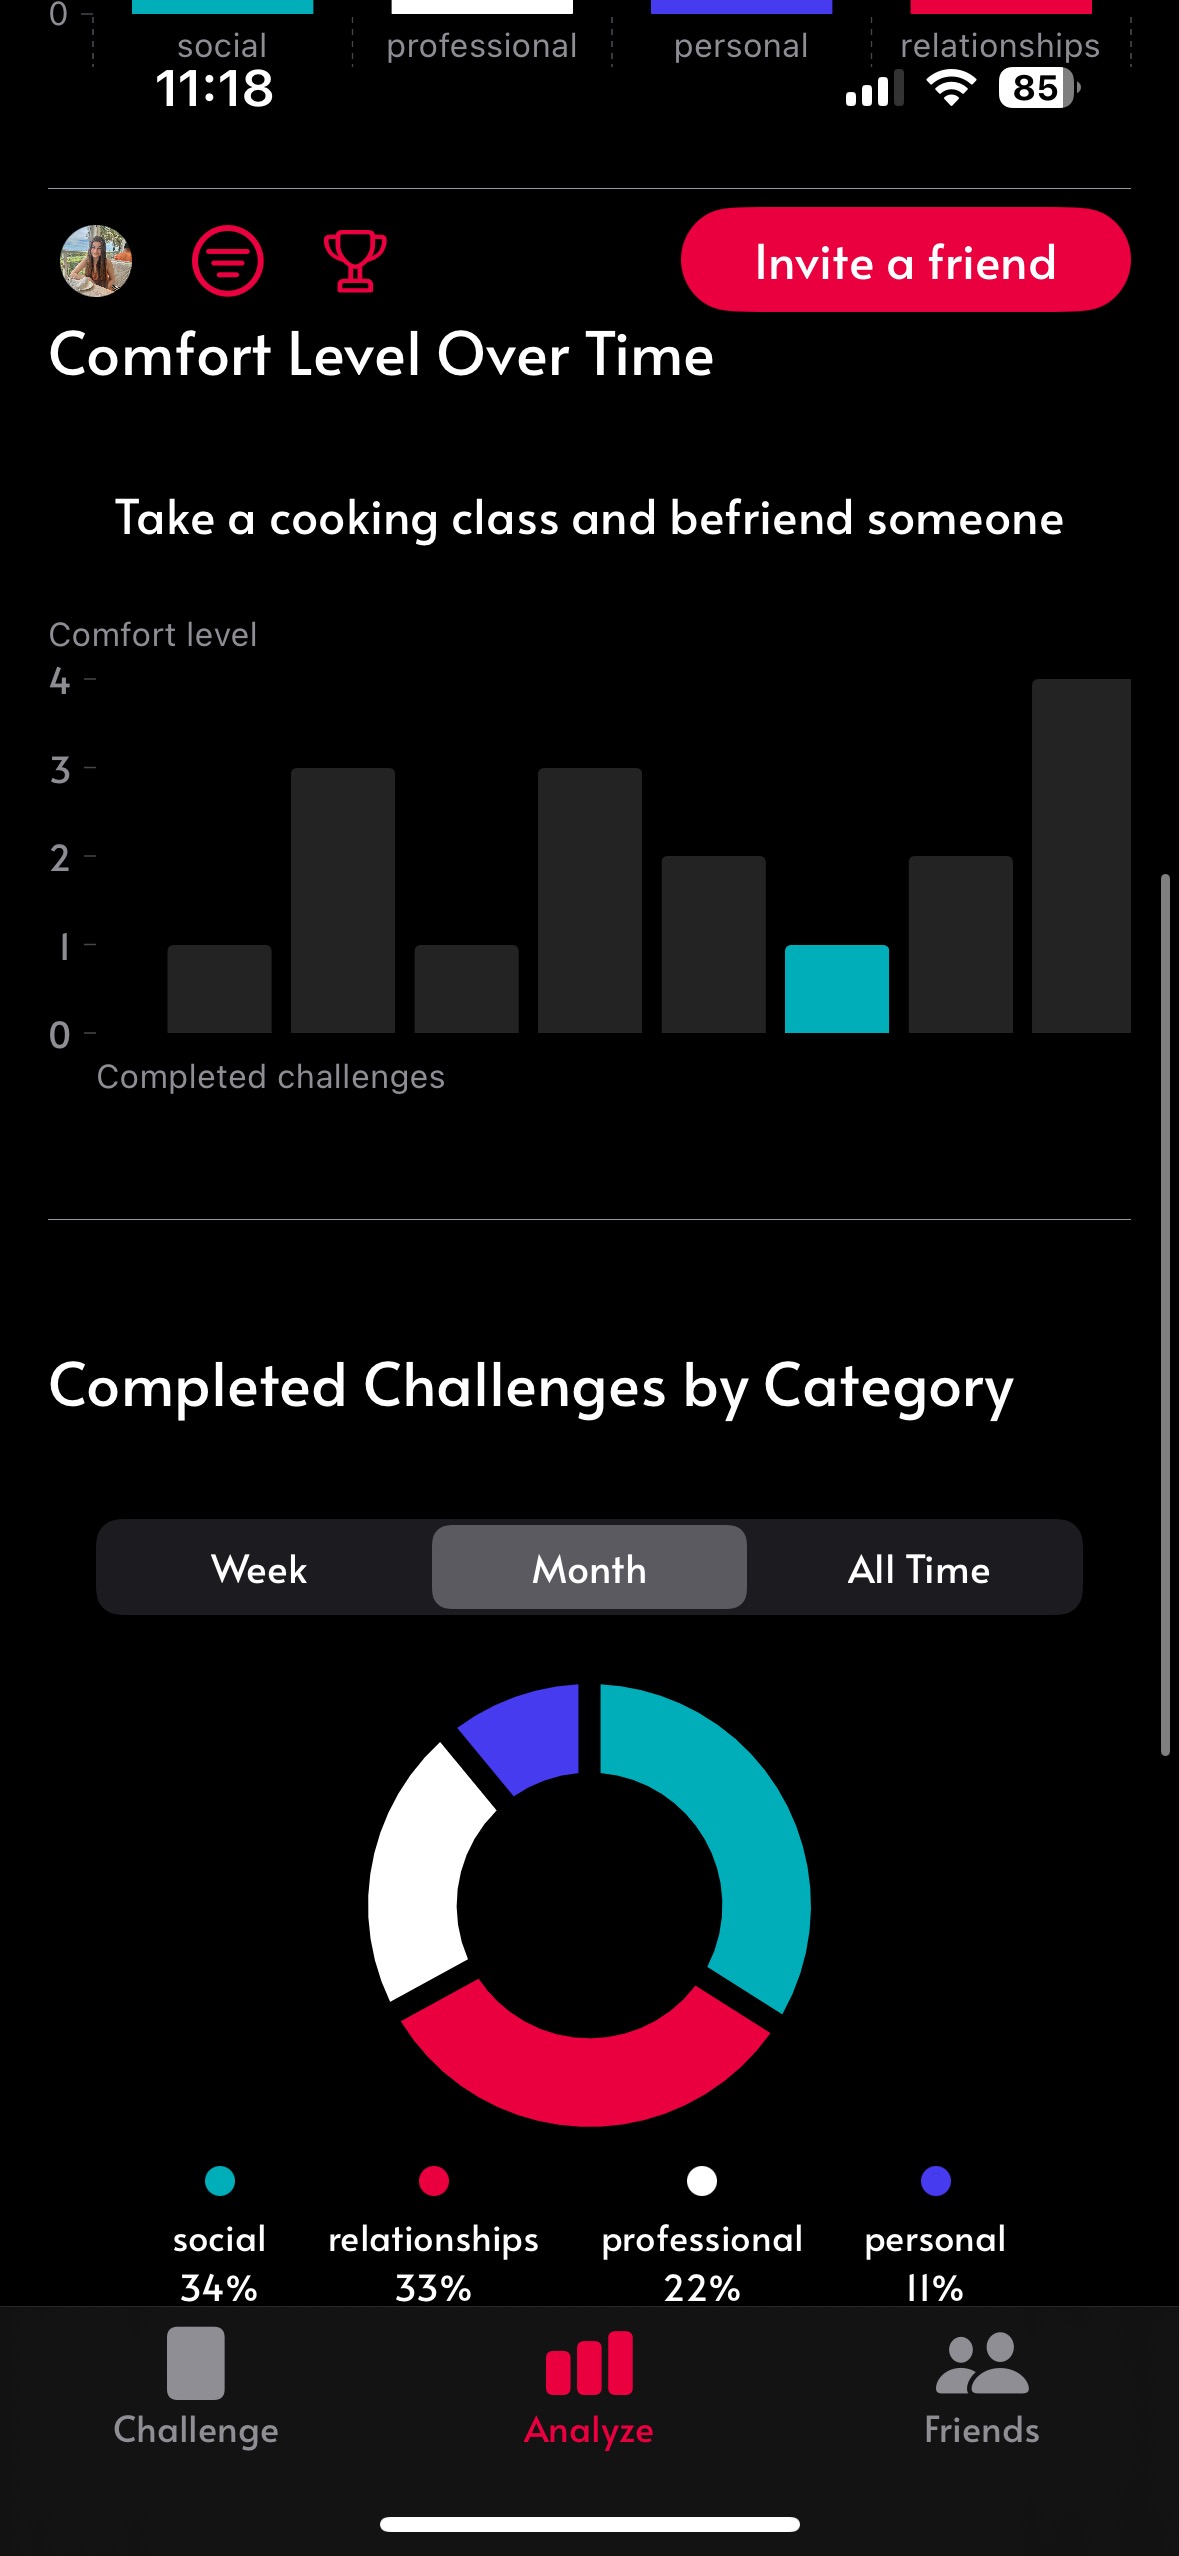 0
social professional personal relationships
11:18
85
Invite a friend
Comfort Level Over Time
Take a cooking class and befriend someone
Comfort level
4
3
2
1
0
Completed challenges
Completed Challenges by Category
Week Month All Time
social relationships professional personal
34% 33% 22% 11%
Challenge Analyze Friends